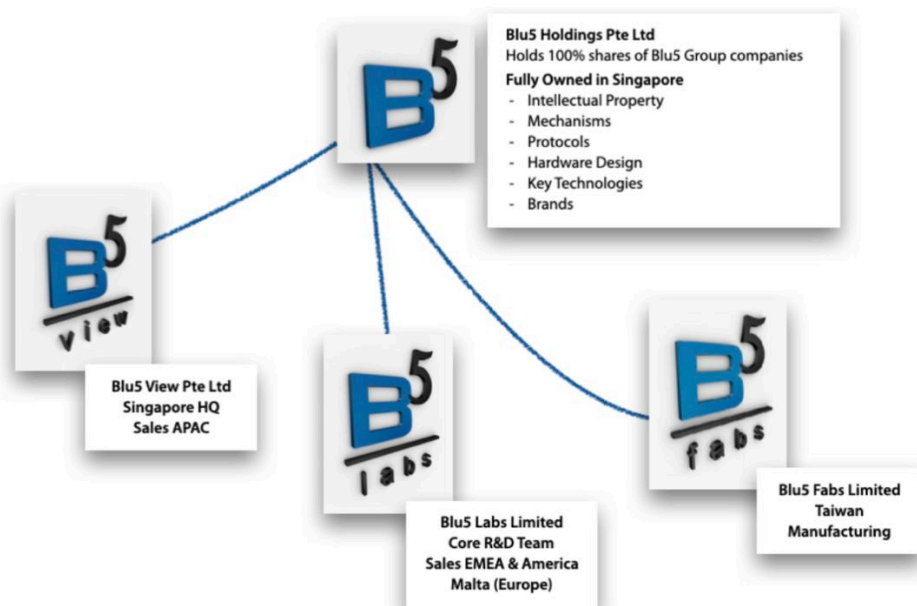 B5
Blu5 Holdings Pte Ltd
Holds 100% shares of Blu5 Group companies
Fully Owned in Singapore
- Intellectual Property
- Mechanisms
- Protocols
- Hardware Design
- Key Technologies
- Brands
B5
view
Blu5 View Pte Ltd
Singapore HQ
Sales APAC
B5
labs
Blu5 Labs Limited
Core R&D Team
Sales EMEA & America
Malta (Europe)
B5
fabs
Blu5 Fabs Limited
Taiwan
Manufacturing